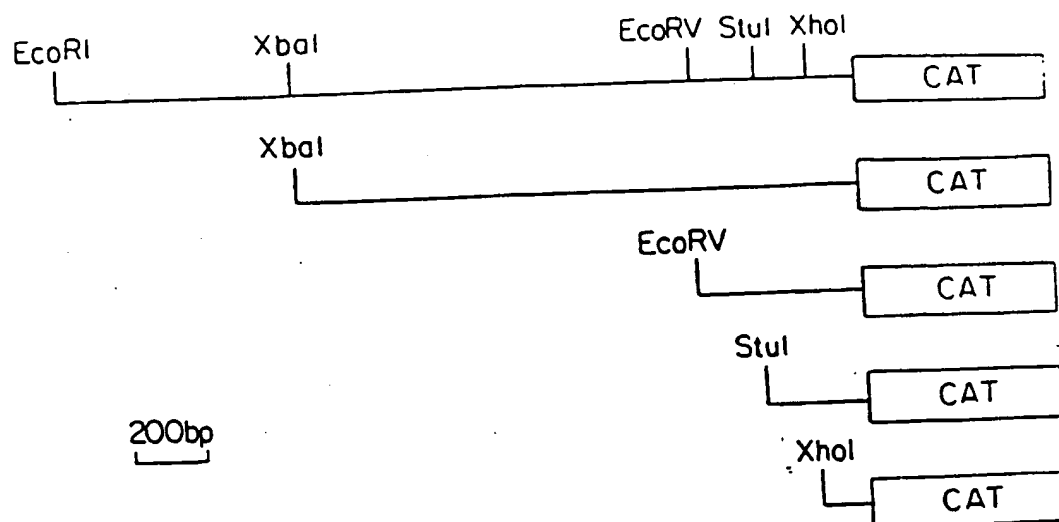 EcoRI XbaI EcoRV StuI XhoI
CAT
XbaI
CAT
EcoRV
CAT
StuI
CAT
200bp
XhoI
CAT